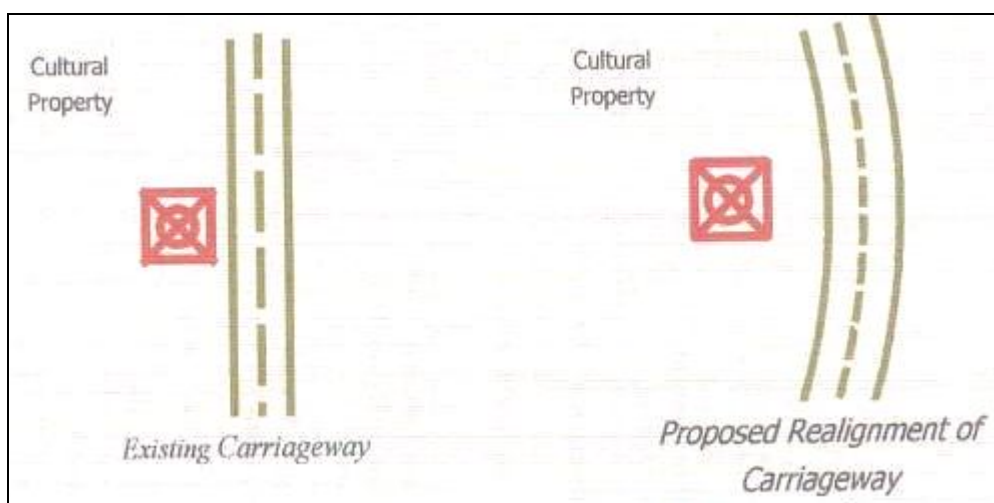 Cultural
Property
Existing Carriageway
Cultural
Property
Proposed Realignment of
Carriageway